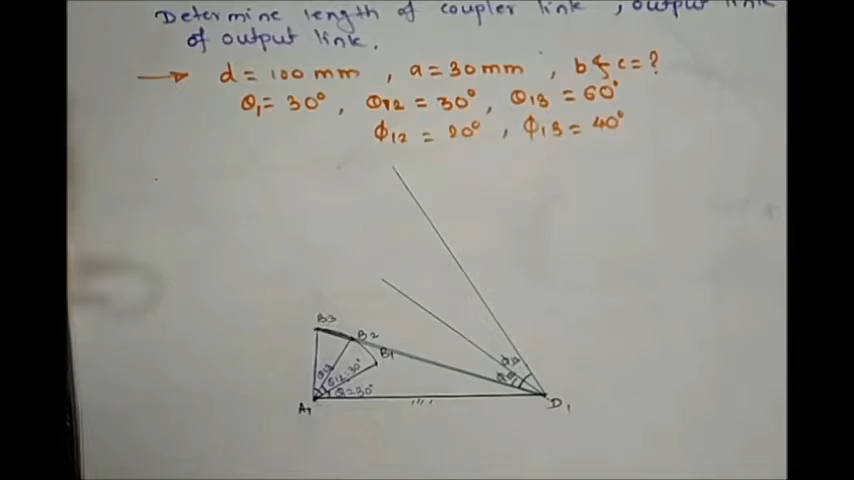 Determine length of coupler link , output link
of output link.
→ d = 100 mm , a = 30 mm , b & c = ?
θ1 = 30° , θ12 = 30° , θ13 = 60°
φ12 = 20° , φ13 = 40°
B3
B2
B1
θ12=30°
θ=30°
A1
D1